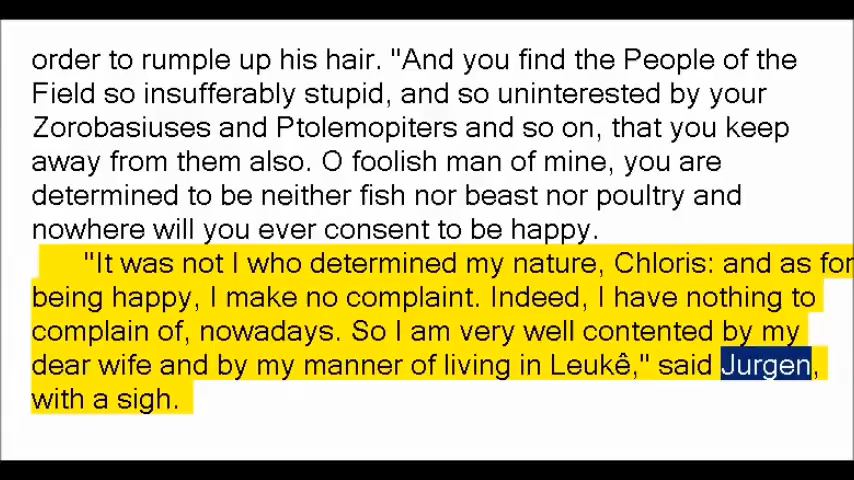 order to rumple up his hair. "And you find the People of the
Field so insufferably stupid, and so uninterested by your
Zorobasiuses and Ptolemopiters and so on, that you keep
away from them also. O foolish man of mine, you are
determined to be neither fish nor beast nor poultry and
nowhere will you ever consent to be happy.
"It was not I who determined my nature, Chloris: and as for
being happy, I make no complaint. Indeed, I have nothing to
complain of, nowadays. So I am very well contented by my
dear wife and by my manner of living in Leukê," said Jurgen,
with a sigh.